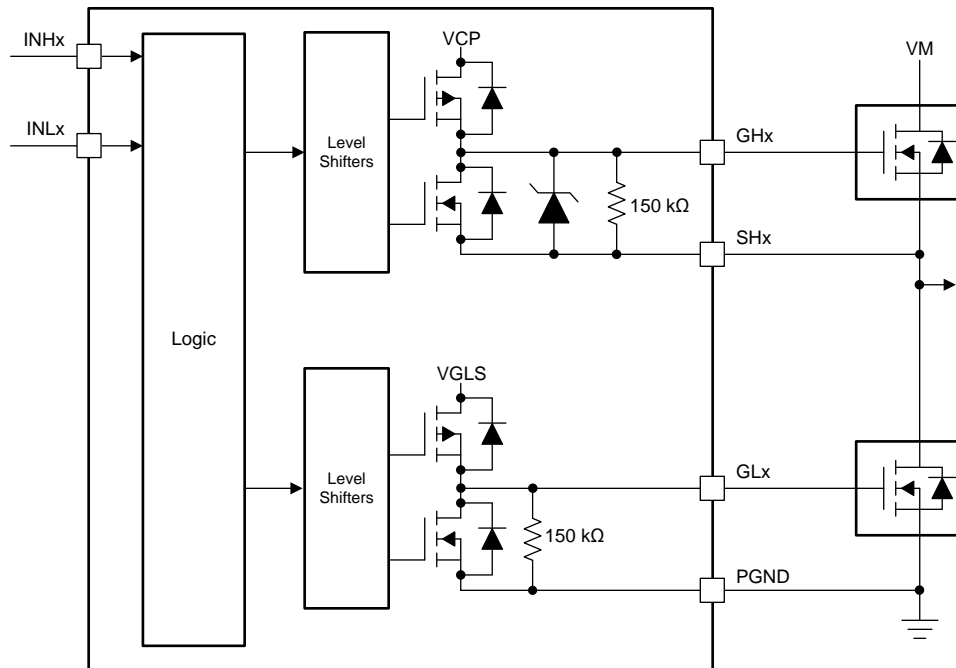 INHx
INLx
Logic
Level
Shifters
VCP
150 kΩ
GHx
SHx
VM
Level
Shifters
VGLS
150 kΩ
GLx
PGND